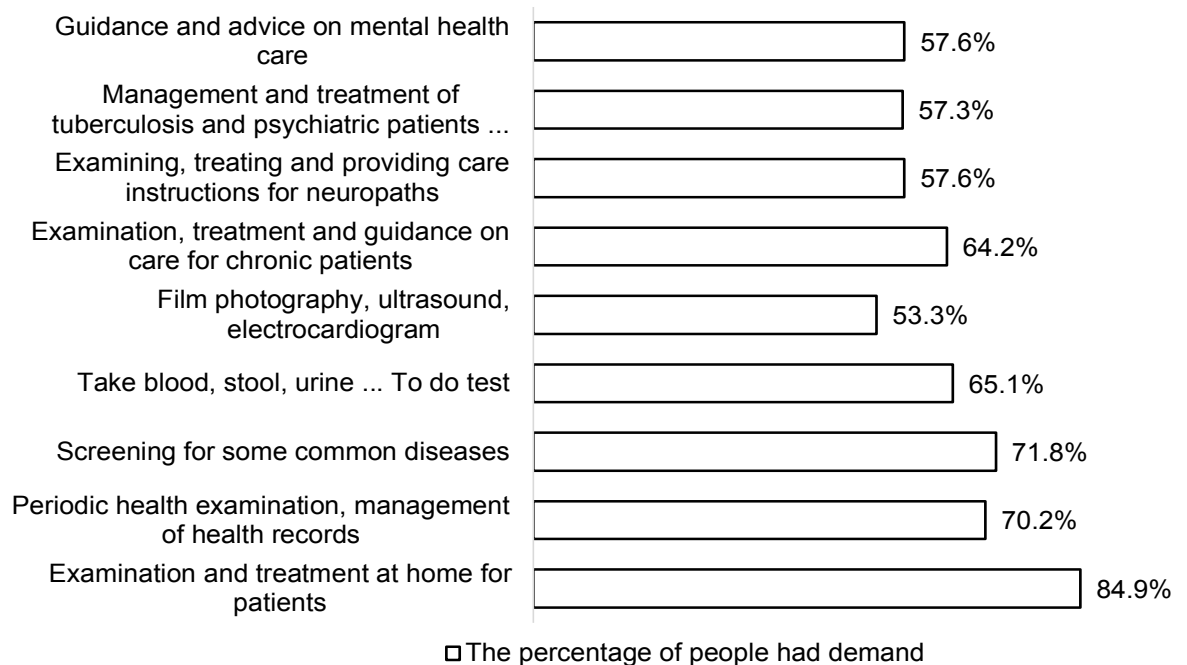 Guidance and advice on mental health
care
57.6%
Management and treatment of
tuberculosis and psychiatric patients ...
57.3%
Examining, treating and providing care
instructions for neuropaths
57.6%
Examination, treatment and guidance on
care for chronic patients
64.2%
Film photography, ultrasound,
electrocardiogram
53.3%
Take blood, stool, urine ... To do test
65.1%
Screening for some common diseases
71.8%
Periodic health examination, management
of health records
70.2%
Examination and treatment at home for
patients
84.9%
The percentage of people had demand